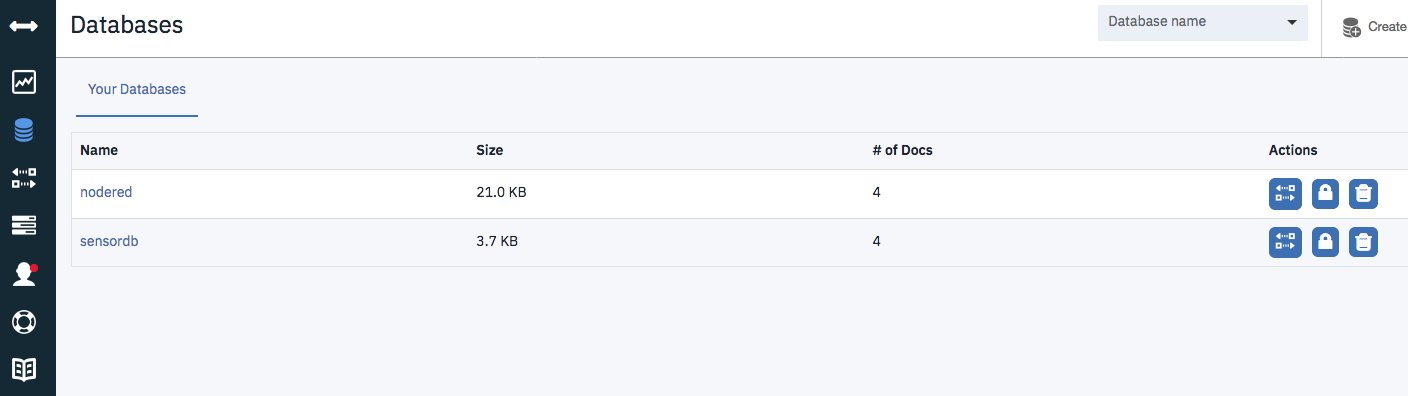 Databases
Database name
Create
Your Databases
Name Size # of Docs Actions
nodered 21.0 KB 4
sensordb 3.7 KB 4